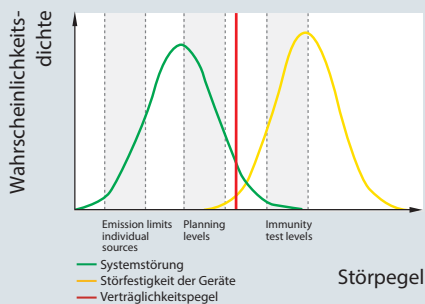 Wahrscheinlichkeits-
dichte
Emission limits
individual
sources
Planning
levels
Immunity
test levels
Störpegel
Systemstörung
Störfestigkeit der Geräte
Verträglichkeitspegel